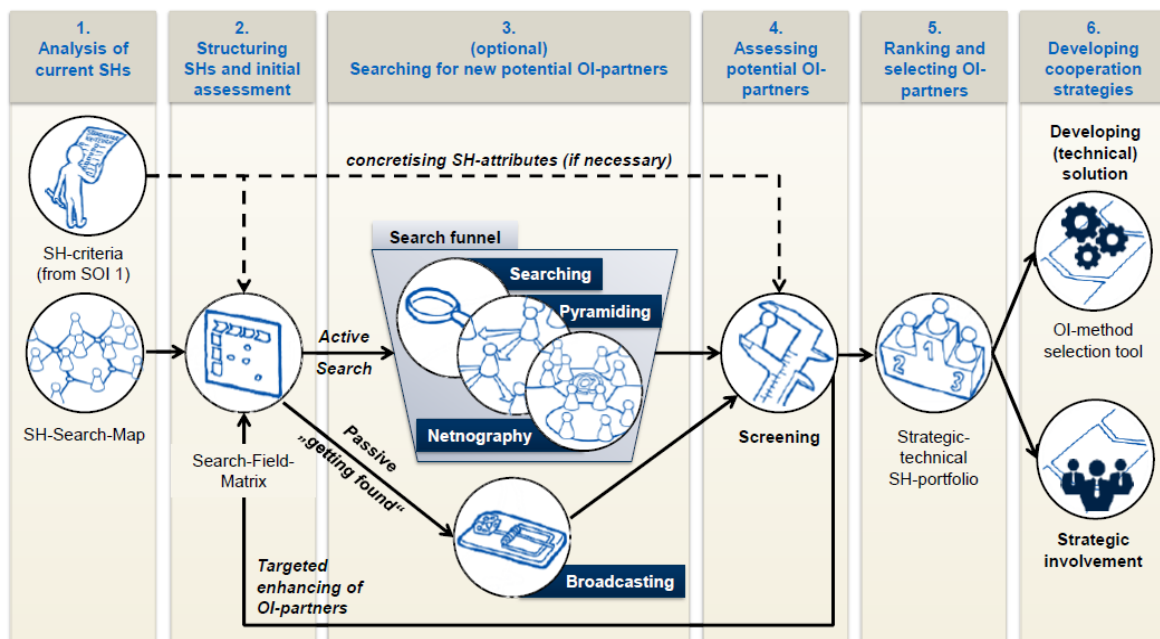 1.
Analysis of
current SHs
2.
Structuring
SHs and initial
assessment
3.
(optional)
Searching for new potential OI-partners
4.
Assessing
potential OI-
partners
5.
Ranking and
selecting OI-
partners
6.
Developing
cooperation
strategies
SH-criteria
(from SOI 1)
SH-Search-Map
concretising SH-attributes (if necessary)
Search-Field-
Matrix
Active
Search
Passive
„getting found“
Search funnel
Searching
Pyramiding
Netnography
Broadcasting
Targeted
enhancing of
OI-partners
Screening
2
1
3
Strategic-
technical
SH-portfolio
Developing
(technical)
solution
OI-method
selection tool
Strategic
involvement